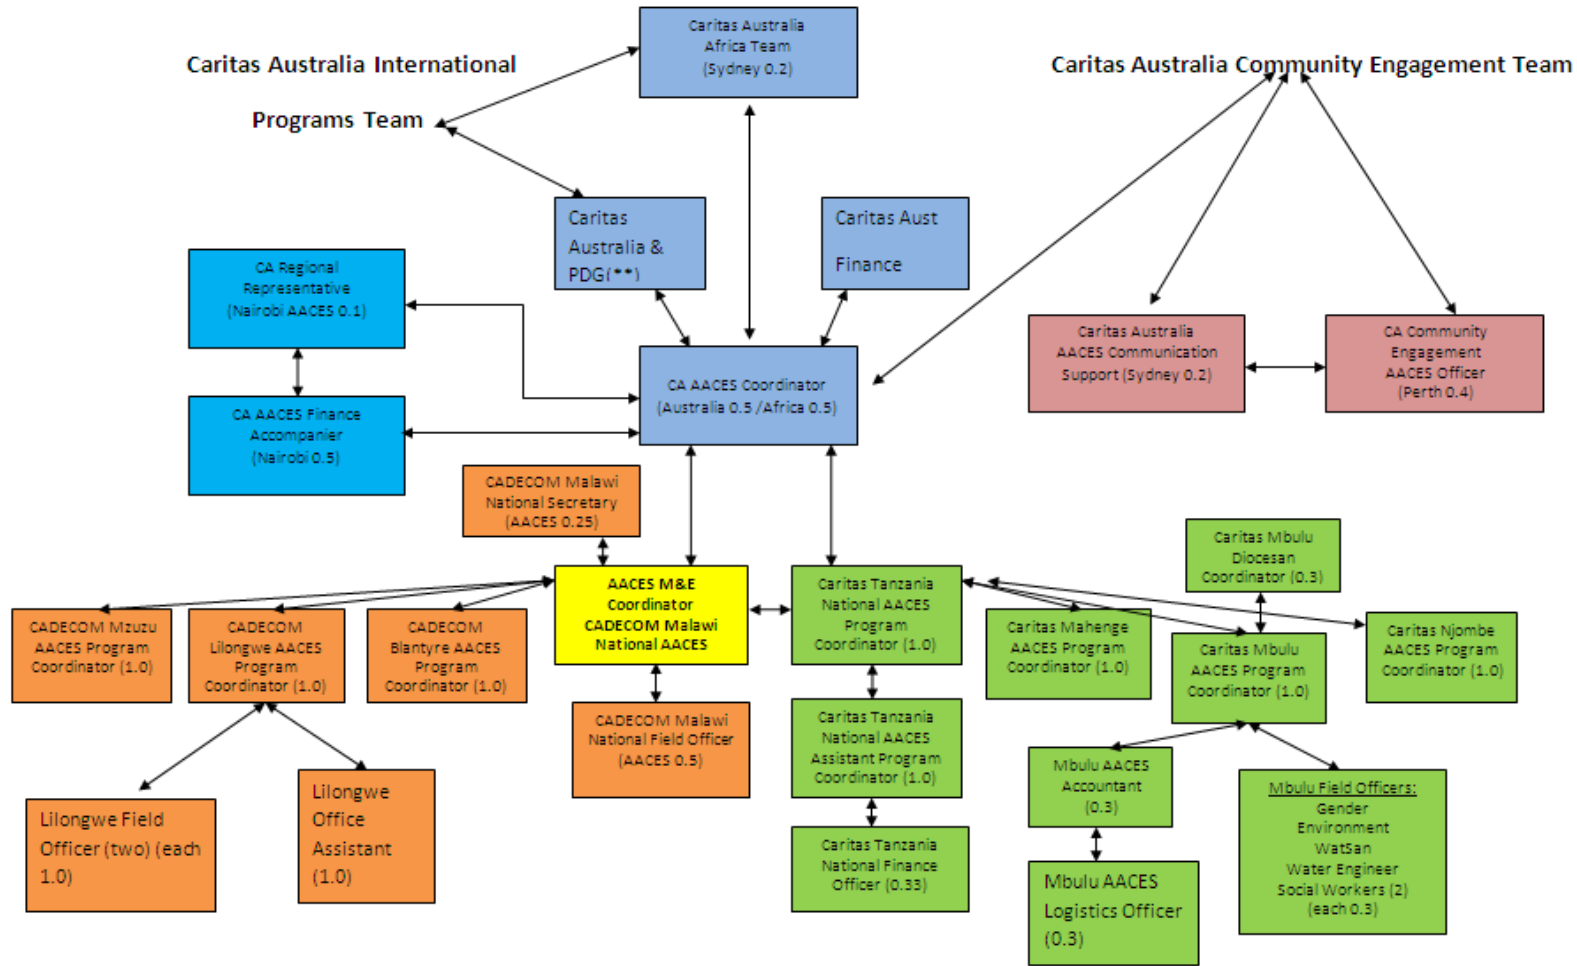 Caritas Australia
Africa Team
(Sydney 0.2)
Caritas Australia International
Programs Team
Caritas Australia Community Engagement Team
Caritas
Australia &
PDG(**)
Caritas Aust
Finance
CA Regional
Representative
(Nairobi AACES 0.1)
Caritas Australia
AACES Communication
Support (Sydney 0.2)
CA Community
Engagement
AACES Officer
(Perth 0.4)
CA AACES Coordinator
(Australia 0.5 /Africa 0.5)
CA AACES Finance
Accompanier
(Nairobi 0.5)
CADECOM Malawi
National Secretary
(AACES 0.25)
Caritas Mbulu
Diocesan
Coordinator (0.3)
AACES M&E
Coordinator
CADECOM Malawi
National AACES
Caritas Tanzania
National AACES
Program
Coordinator (1.0)
CADECOM Mzuzu
AACES Program
Coordinator (1.0)
CADECOM
Lilongwe AACES
Program
Coordinator (1.0)
CADECOM
Blantyre AACES
Program
Coordinator (1.0)
Caritas Mahenge
AACES Program
Coordinator (1.0)
Caritas Mbulu
AACES Program
Coordinator (1.0)
Caritas Njombe
AACES Program
Coordinator (1.0)
CADECOM Malawi
National Field Officer
(AACES 0.5)
Caritas Tanzania
National AACES
Assistant Program
Coordinator (1.0)
Mbulu AACES
Accountant
(0.3)
Mbulu Field Officers:
Gender
Environment
WatSan
Water Engineer
Social Workers (2)
(each 0.3)
Lilongwe Field
Officer (two) (each
1.0)
Lilongwe
Office
Assistant
(1.0)
Caritas Tanzania
National Finance
Officer (0.33)
Mbulu AACES
Logistics Officer
(0.3)